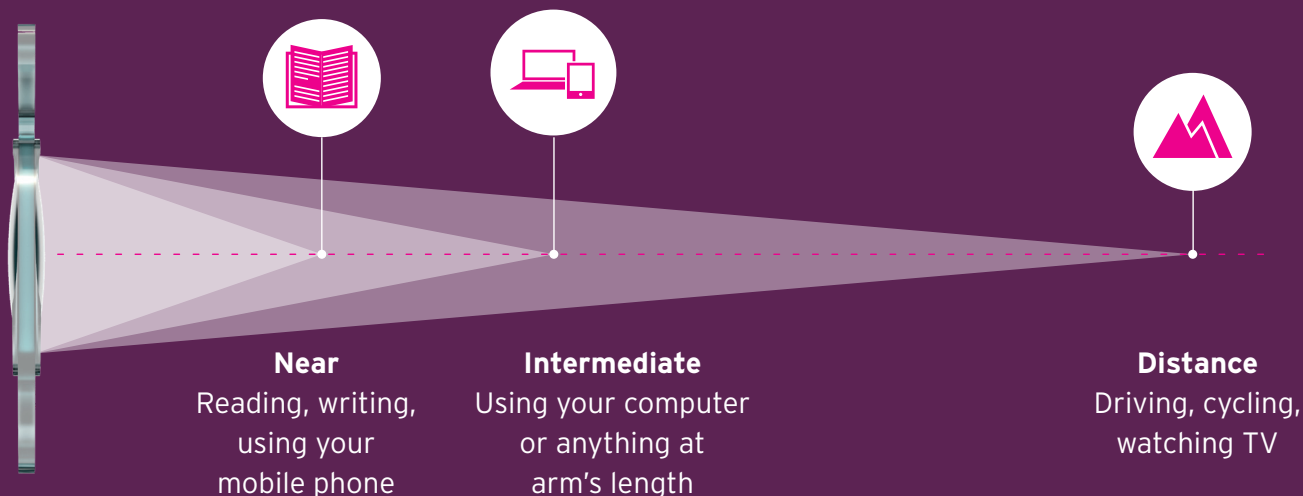 Near
Reading, writing,
using your
mobile phone
Intermediate
Using your computer
or anything at
arm's length
Distance
Driving, cycling,
watching TV